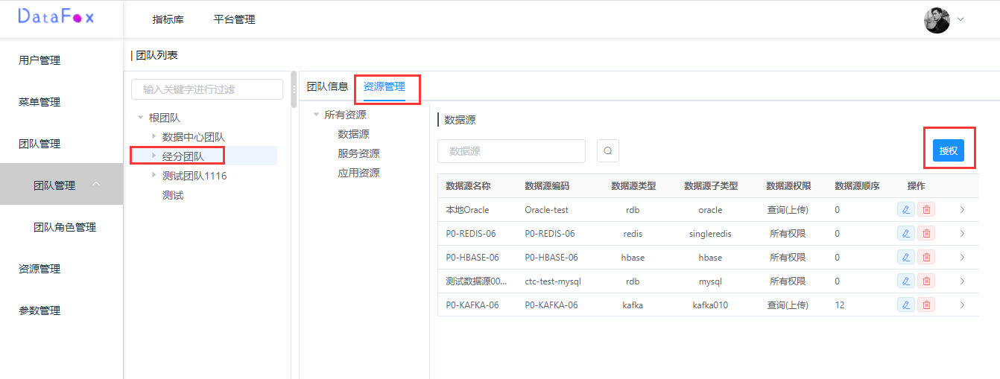 DataFox
指标库 平台管理
用户管理
菜单管理
团队管理
团队管理
团队角色管理
资源管理
参数管理
团队列表
输入关键字进行过滤
根团队
数据中心团队
经分团队
测试团队1116
测试
团队信息 资源管理
所有资源
数据源
服务资源
应用资源
数据源
数据源
授权
数据源名称 数据源编码 数据源类型 数据源子类型 数据源权限 数据源顺序 操作
本地Oracle Oracle-test rdb oracle 查询(上传) 0
P0-REDIS-06 P0-REDIS-06 redis singleredis 所有权限 0
P0-HBASE-06 P0-HBASE-06 hbase hbase 所有权限 0
测试数据源00... ctc-test-mysql rdb mysql 所有权限 0
P0-KAFKA-06 P0-KAFKA-06 kafka kafka010 查询(上传) 12